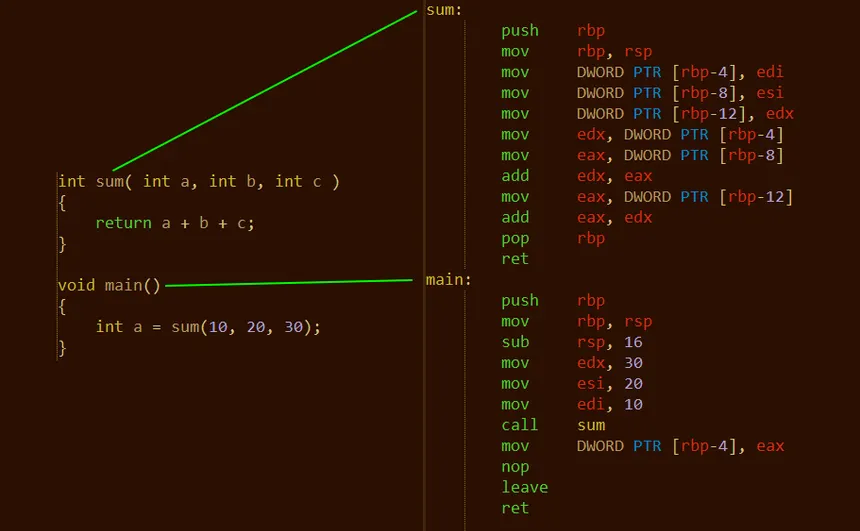 int sum( int a, int b, int c )
{
    return a + b + c;
}
void main()
{
    int a = sum(10, 20, 30);
}
sum:
push rbp
mov rbp, rsp
mov DWORD PTR [rbp-4], edi
mov DWORD PTR [rbp-8], esi
mov DWORD PTR [rbp-12], edx
mov edx, DWORD PTR [rbp-4]
mov eax, DWORD PTR [rbp-8]
add edx, eax
mov eax, DWORD PTR [rbp-12]
add eax, edx
pop rbp
ret
main:
push rbp
mov rbp, rsp
sub rsp, 16
mov edx, 30
mov esi, 20
mov edi, 10
call sum
mov DWORD PTR [rbp-4], eax
nop
leave
ret